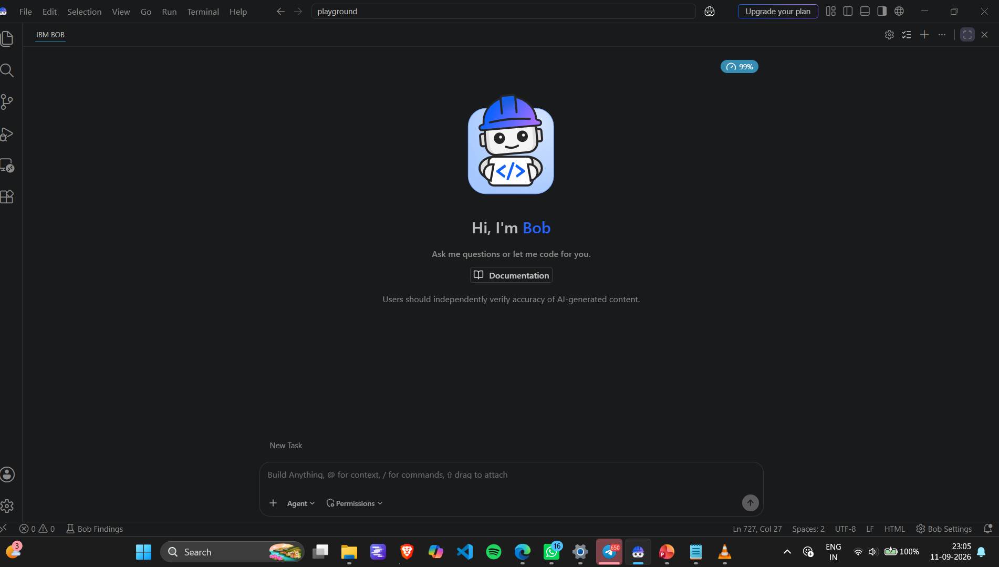 File Edit Selection View Go Run Terminal Help playground Upgrade your plan
IBM BOB
99%
</>
Hi, I'm Bob
Ask me questions or let me code for you.
Documentation
Users should independently verify accuracy of AI-generated content.
New Task
Build Anything, @ for context, / for commands, ⇧ drag to attach
Agent Permissions
0 0 Bob Findings Ln 727, Col 27 Spaces: 2 UTF-8 LF HTML Bob Settings
3 Search 16 650 P ENG 100% 23:05
IN 11-09-2026